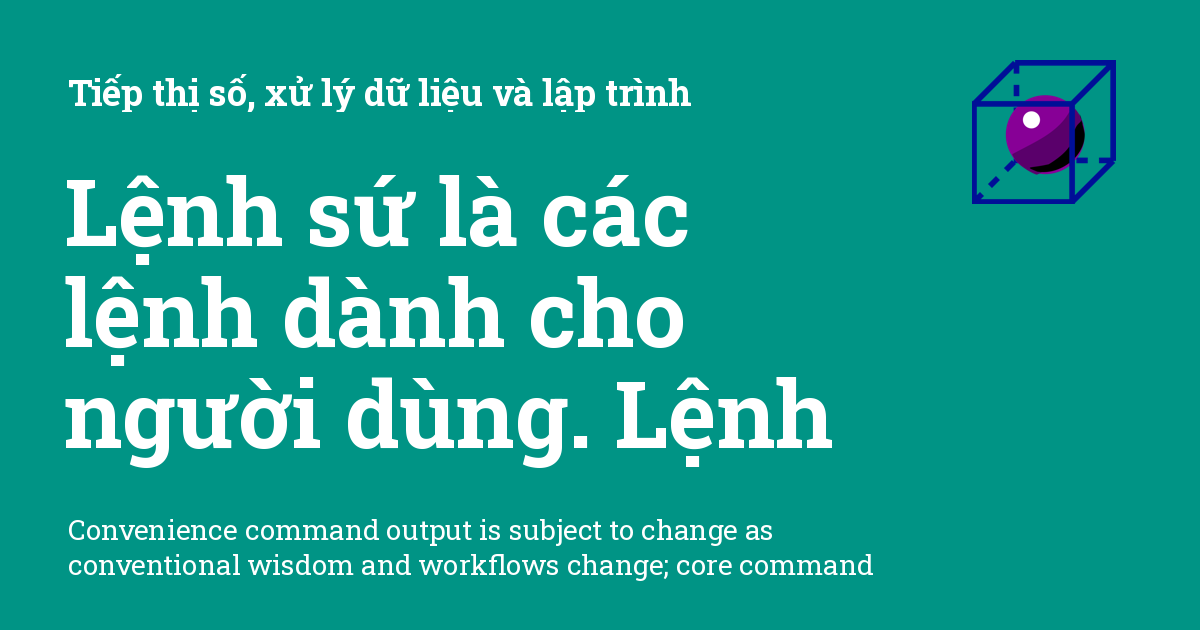 Tiếp thị số, xử lý dữ liệu và lập trình
Lệnh sứ là các
lệnh dành cho
người dùng. Lệnh
Convenience command output is subject to change as
conventional wisdom and workflows change; core command